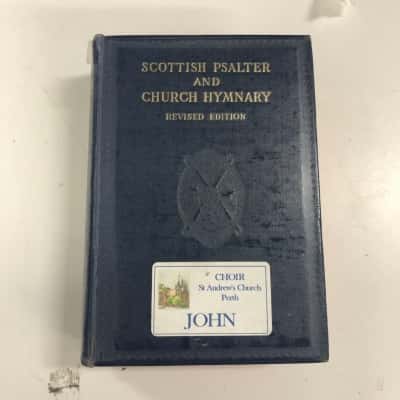 SCOTTISH PSALTER
AND
CHURCH HYMNARY
REVISED EDITION
CHOIR
St Andrew's Church
Perth
JOHN